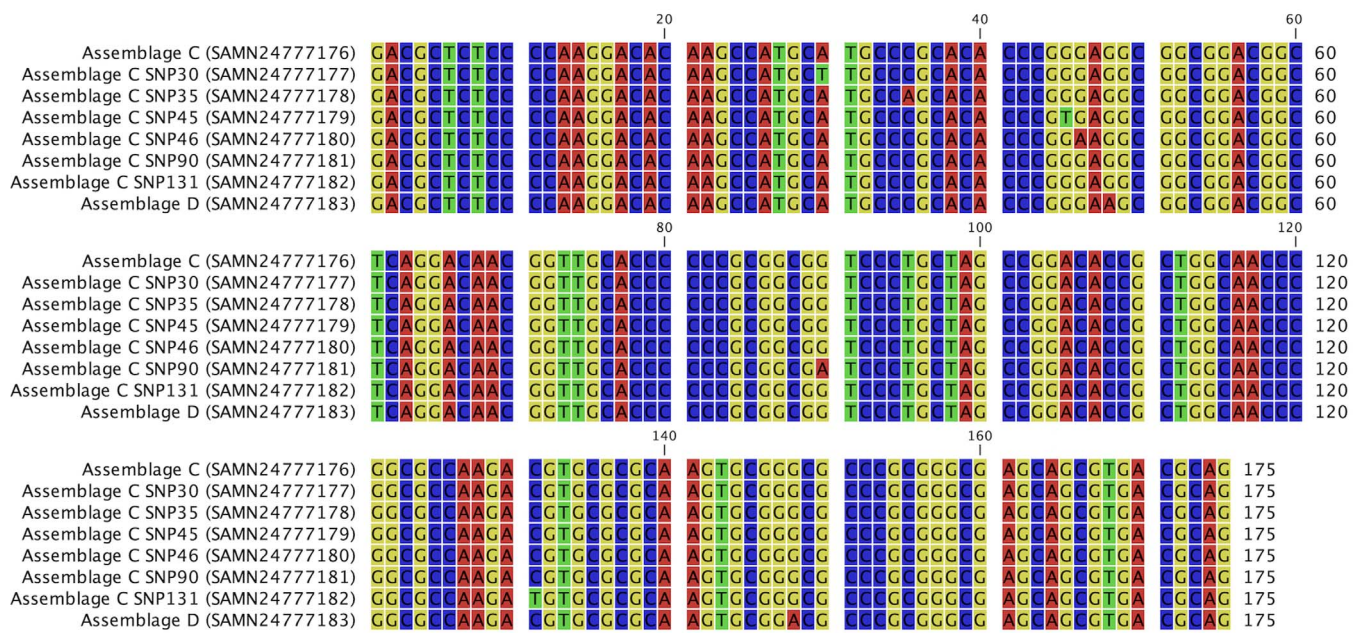 20 40 60
Assemblage C (SAMN24777176) GACGCTCTCC CCAAGGACAC AAGCCATGCA TGCCCGCACA CCCGGGAGGC GGCGGACGGC 60
Assemblage C SNP30 (SAMN24777177) GACGCTCTCC CCAAGGACAC AAGCCATGCT TGCCCGCACA CCCGGGAGGC GGCGGACGGC 60
Assemblage C SNP35 (SAMN24777178) GACGCTCTCC CCAAGGACAC AAGCCATGCA TGCCAGCACA CCCGGGAGGC GGCGGACGGC 60
Assemblage C SNP45 (SAMN24777179) GACGCTCTCC CCAAGGACAC AAGCCATGCA TGCCCGCACA CCCGTGAGGC GGCGGACGGC 60
Assemblage C SNP46 (SAMN24777180) GACGCTCTCC CCAAGGACAC AAGCCATGCA TGCCCGCACA CCCGGAAGGC GGCGGACGGC 60
Assemblage C SNP90 (SAMN24777181) GACGCTCTCC CCAAGGACAC AAGCCATGCA TGCCCGCACA CCCGGGAGGC GGCGGACGGC 60
Assemblage C SNP131 (SAMN24777182) GACGCTCTCC CCAAGGACAC AAGCCATGCA TGCCCGCACA CCCGGGAGGC GGCGGACGGC 60
Assemblage D (SAMN24777183) GACGCTCTCC CCAAGGACAC AAGCCATGCA TGCCCGCACA CCCGGGAAGC GGCGGACGGC 60
80 100 120
Assemblage C (SAMN24777176) TCAGGACAAC GGTTGCACCC CCCGCGGCGG TCCCTGCTAG CCGGACACCG CTGGCAACCC 120
Assemblage C SNP30 (SAMN24777177) TCAGGACAAC GGTTGCACCC CCCGCGGCGG TCCCTGCTAG CCGGACACCG CTGGCAACCC 120
Assemblage C SNP35 (SAMN24777178) TCAGGACAAC GGTTGCACCC CCCGCGGCGG TCCCTGCTAG CCGGACACCG CTGGCAACCC 120
Assemblage C SNP45 (SAMN24777179) TCAGGACAAC GGTTGCACCC CCCGCGGCGG TCCCTGCTAG CCGGACACCG CTGGCAACCC 120
Assemblage C SNP46 (SAMN24777180) TCAGGACAAC GGTTGCACCC CCCGCGGCGG TCCCTGCTAG CCGGACACCG CTGGCAACCC 120
Assemblage C SNP90 (SAMN24777181) TCAGGACAAC GGTTGCACCC CCCGCGGCGA TCCCTGCTAG CCGGACACCG CTGGCAACCC 120
Assemblage C SNP131 (SAMN24777182) TCAGGACAAC GGTTGCACCC CCCGCGGCGG TCCCTGCTAG CCGGACACCG CTGGCAACCC 120
Assemblage D (SAMN24777183) TCAGGACAAC GGTTGCACCC CCCGCGGCGG TCCCTGCTAG CCGGACACCG CTGGCAACCC 120
140 160
Assemblage C (SAMN24777176) GGCGCCAAGA CGTGCGCGCA AGTGCGGGCG CCCGCGGGCG AGCAGCGTGA CGCAG 175
Assemblage C SNP30 (SAMN24777177) GGCGCCAAGA CGTGCGCGCA AGTGCGGGCG CCCGCGGGCG AGCAGCGTGA CGCAG 175
Assemblage C SNP35 (SAMN24777178) GGCGCCAAGA CGTGCGCGCA AGTGCGGGCG CCCGCGGGCG AGCAGCGTGA CGCAG 175
Assemblage C SNP45 (SAMN24777179) GGCGCCAAGA CGTGCGCGCA AGTGCGGGCG CCCGCGGGCG AGCAGCGTGA CGCAG 175
Assemblage C SNP46 (SAMN24777180) GGCGCCAAGA CGTGCGCGCA AGTGCGGGCG CCCGCGGGCG AGCAGCGTGA CGCAG 175
Assemblage C SNP90 (SAMN24777181) GGCGCCAAGA CGTGCGCGCA AGTGCGGGCG CCCGCGGGCG AGCAGCGTGA CGCAG 175
Assemblage C SNP131 (SAMN24777182) GGCGCCAAGA TGTGCGCGCA AGTGCGGGCG CCCGCGGGCG AGCAGCGTGA CGCAG 175
Assemblage D (SAMN24777183) GGCGCCAAGA CGTGCGCGCA AGTGCGGACG CCCGCGGGCG AGCAGCGTGA CGCAG 175